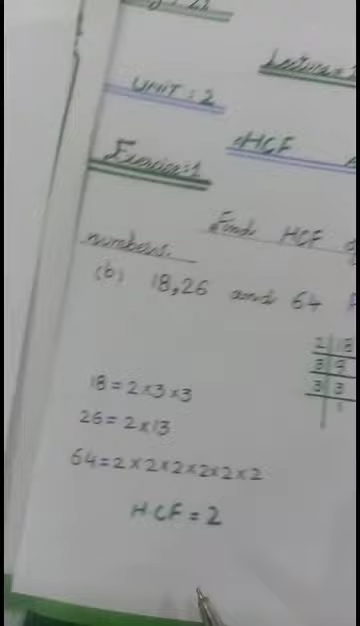 Lecture:
UNIT : 2
HCF
Exercise:1
Find HCF
numbers.
(b) 18,26 and 64
2 18
3 9
3 3
1
18 = 2×3×3
26 = 2×13
64=2×2×2×2×2×2
HCF = 2